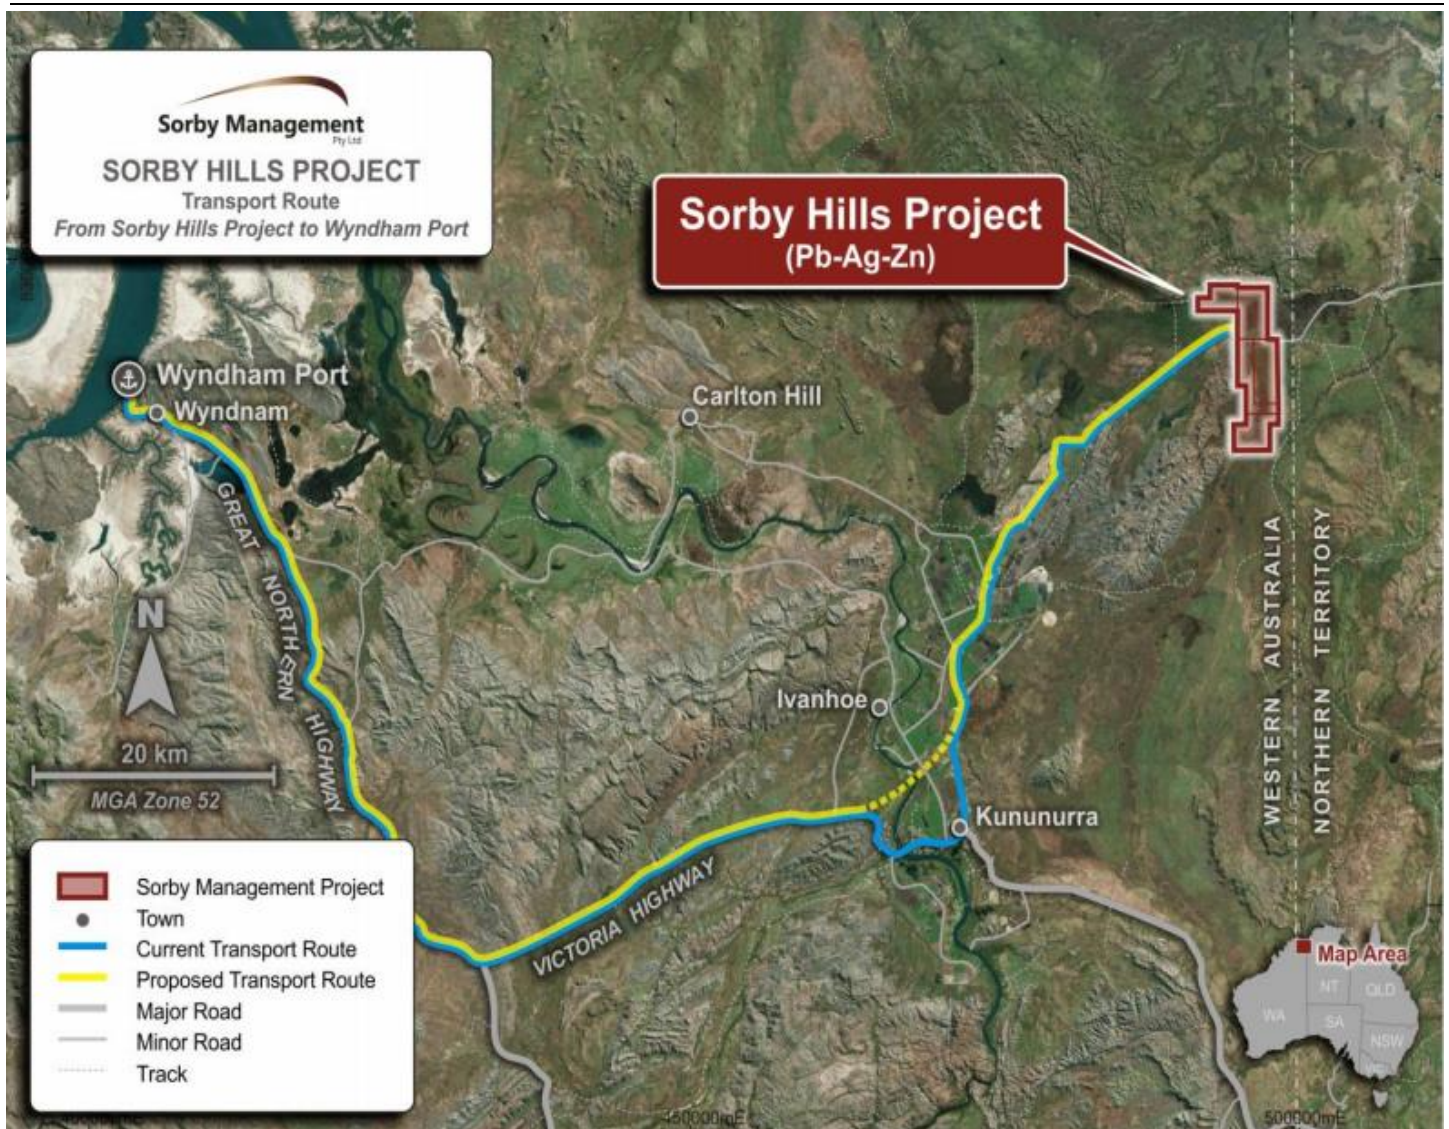 Sorby Management
Pty Ltd
SORBY HILLS PROJECT
Transport Route
From Sorby Hills Project to Wyndham Port
Sorby Hills Project
(Pb-Ag-Zn)
Wyndham Port
Wyndnam
Carlton Hill
GREAT NORTHERN HIGHWAY
N
20 km
MGA Zone 52
Ivanhoe
Kununurra
VICTORIA HIGHWAY
WESTERN AUSTRALIA
NORTHERN TERRITORY
Sorby Management Project
Town
Current Transport Route
Proposed Transport Route
Major Road
Minor Road
Track
Map Area
WA
NT
QLD
SA
NSW
450000mE
500000mE